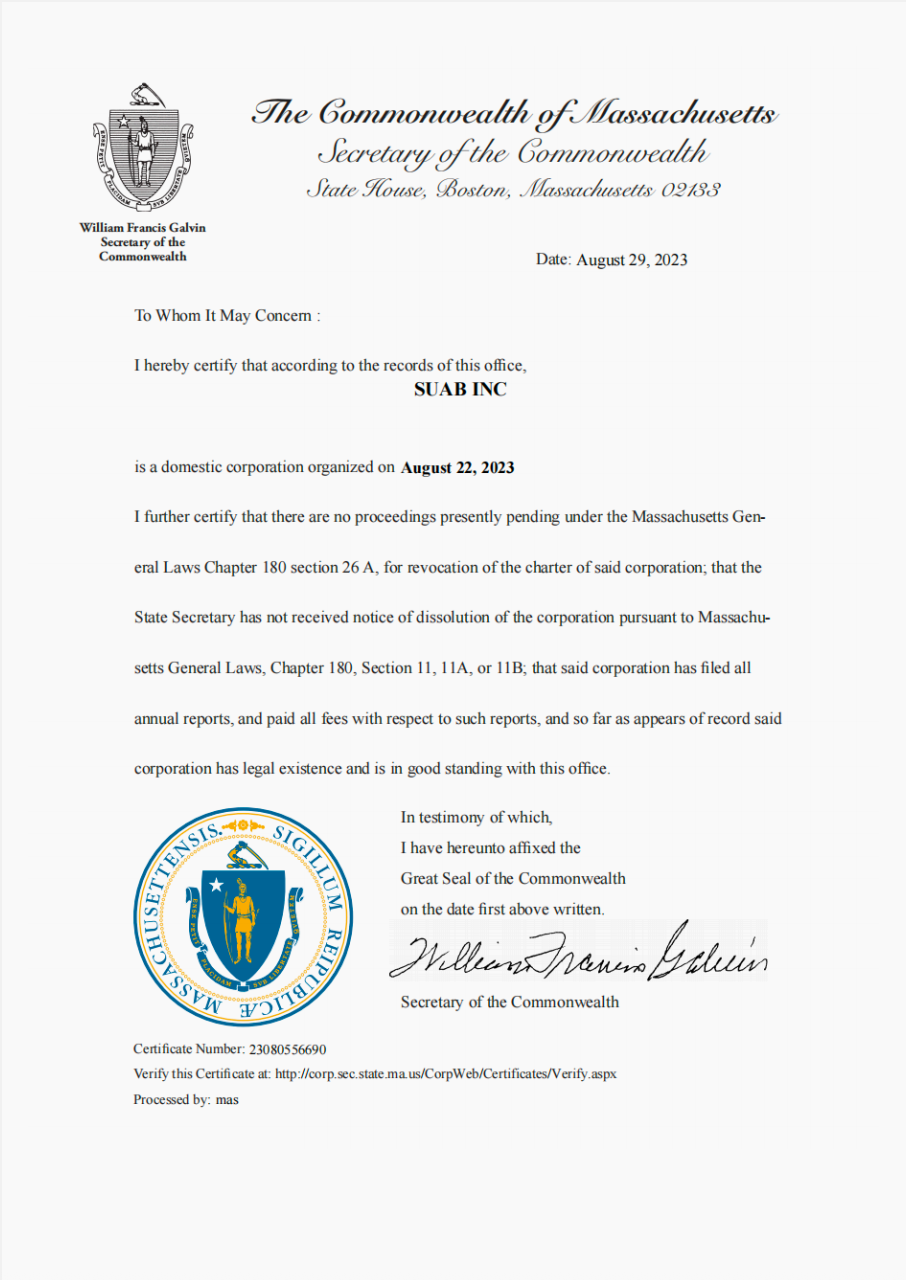 The Commonwealth of Massachusetts
Secretary of the Commonwealth
State House, Boston, Massachusetts 02133
ENSE PETIT PLACIDAM SVB LIBERTATE QVIETEM
William Francis Galvin
Secretary of the
Commonwealth
Date: August 29, 2023
To Whom It May Concern :
I hereby certify that according to the records of this office,
SUAB INC
is a domestic corporation organized on August 22, 2023
I further certify that there are no proceedings presently pending under the Massachusetts Gen-
eral Laws Chapter 180 section 26 A, for revocation of the charter of said corporation; that the
State Secretary has not received notice of dissolution of the corporation pursuant to Massachu-
setts General Laws, Chapter 180, Section 11, 11A, or 11B; that said corporation has filed all
annual reports, and paid all fees with respect to such reports, and so far as appears of record said
corporation has legal existence and is in good standing with this office.
SIGILLUM REIPUBLICÆ MASSACHUSETTENSIS.
ENSE PETIT PLACIDAM SVB LIBERTATE QVIETEM
In testimony of which,
I have hereunto affixed the
Great Seal of the Commonwealth
on the date first above written.
William Francis Galvin
Secretary of the Commonwealth
Certificate Number: 23080556690
Verify this Certificate at: http://corp.sec.state.ma.us/CorpWeb/Certificates/Verify.aspx
Processed by: mas